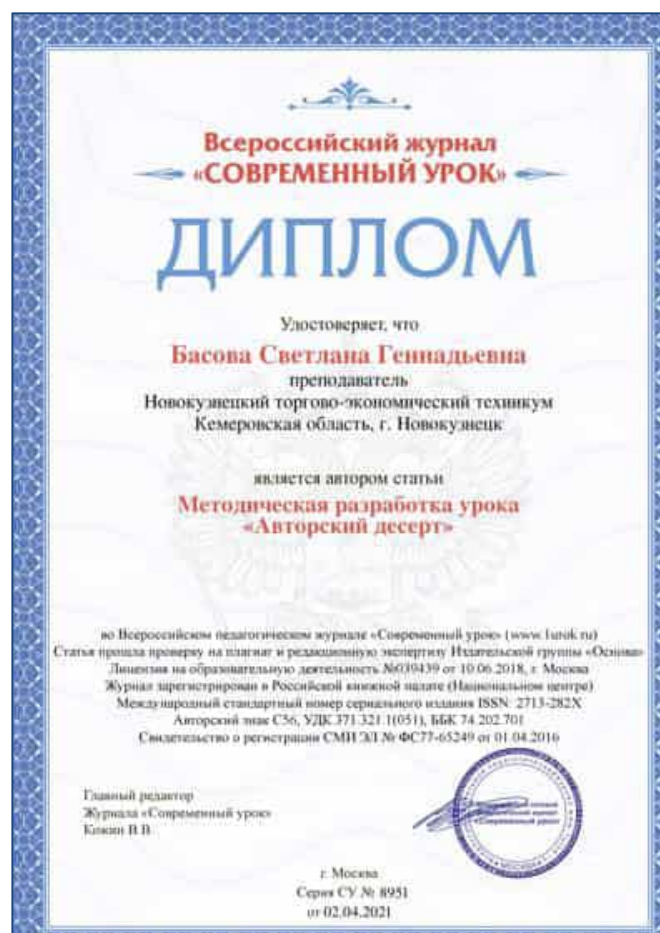 Всероссийский журнал
«СОВРЕМЕННЫЙ УРОК»
ДИПЛОМ
Удостоверяет, что
Басова Светлана Геннадьевна
преподаватель
Новокузнецкий торгово-экономический техникум
Кемеровская область, г. Новокузнецк
является автором статьи
Методическая разработка урока
«Авторский десерт»
во Всероссийском педагогическом журнале «Современный урок» (www.1urok.ru)
Статья прошла проверку на плагиат и редакционную экспертизу Издательской группы «Основа»
Лицензия на образовательную деятельность №039439 от 10.06.2018, г. Москва
Журнал зарегистрирован в Российской книжной палате (Национальном центре)
Международный стандартный номер сериального издания ISSN: 2713-282X
Авторский знак С56, УДК 371.321.1(051), ББК 74.202.701
Свидетельство о регистрации СМИ ЭЛ № ФС77-65249 от 01.04.2016
Главный редактор
Журнала «Современный урок»
Кожин В.В.
«Современный урок»
МОСКВА
г. Москва
Серия СУ № 8951
от 02.04.2021